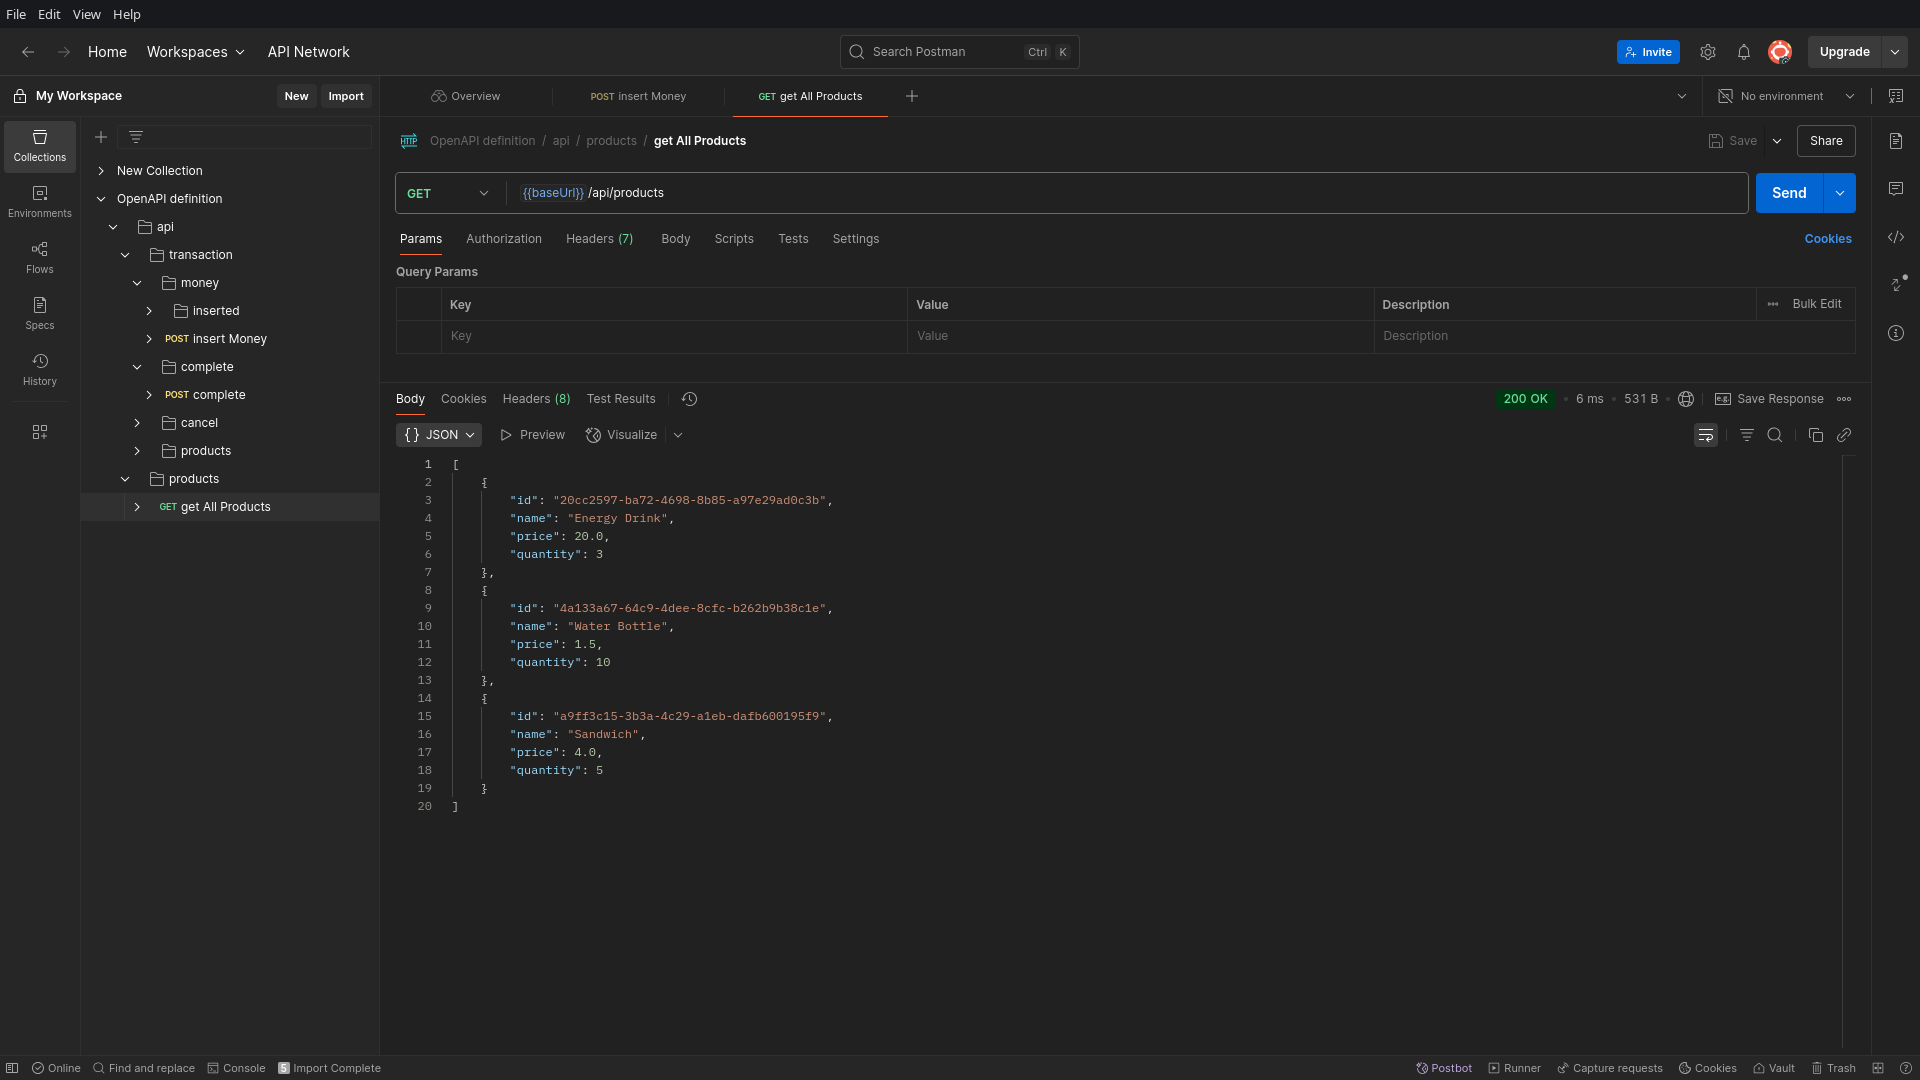 File Edit View Help
Home Workspaces API Network
Search Postman Ctrl K
Invite Upgrade
My Workspace New Import
Overview POST insert Money GET get All Products
No environment
Collections
Environments
Flows
Specs
History
New Collection
OpenAPI definition
api
transaction
money
inserted
POST insert Money
complete
POST complete
cancel
products
products
GET get All Products
HTTP OpenAPI definition / api / products / get All Products
Save Share
GET {{baseUrl}} /api/products Send
Params Authorization Headers (7) Body Scripts Tests Settings Cookies
Query Params
Key Value Description Bulk Edit
Key Value Description
Body Cookies Headers (8) Test Results
200 OK • 6 ms • 531 B • e.g. Save Response
{} JSON Preview Visualize
1 [
2 {
3 "id": "20cc2597-ba72-4698-8b85-a97e29ad0c3b",
4 "name": "Energy Drink",
5 "price": 20.0,
6 "quantity": 3
7 },
8 {
9 "id": "4a133a67-64c9-4dee-8cfc-b262b9b38c1e",
10 "name": "Water Bottle",
11 "price": 1.5,
12 "quantity": 10
13 },
14 {
15 "id": "a9ff3c15-3b3a-4c29-a1eb-dafb600195f9",
16 "name": "Sandwich",
17 "price": 4.0,
18 "quantity": 5
19 }
20 ]
Online Find and replace Console 5 Import Complete
Postbot Runner Capture requests Cookies Vault Trash